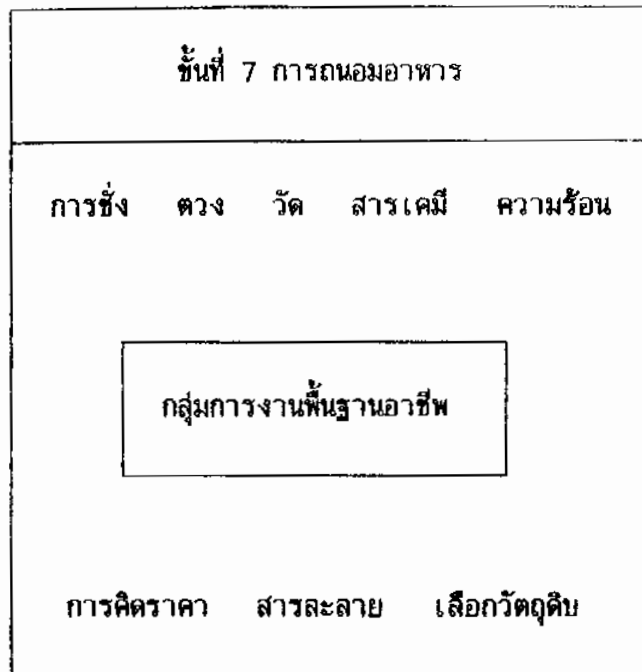 ขั้นที่ 7 การถนอมอาหาร
การชั่ง ตวง วัด สารเคมี ความร้อน
กลุ่มการงานพื้นฐานอาชีพ
การคิดราคา สารละลาย เลือกวัตถุดิบ